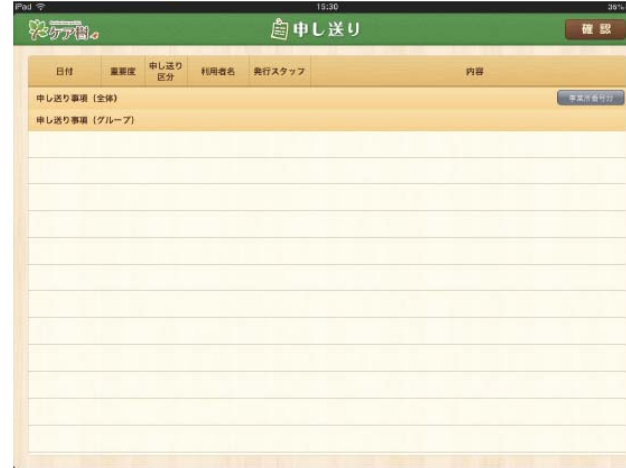 iPad 15:30 36%
ケア樹 申し送り 確認
日付 重要度 申し送り区分 利用者名 発行スタッフ 内容
申し送り事項 (全体)
申し送り事項 (グループ)